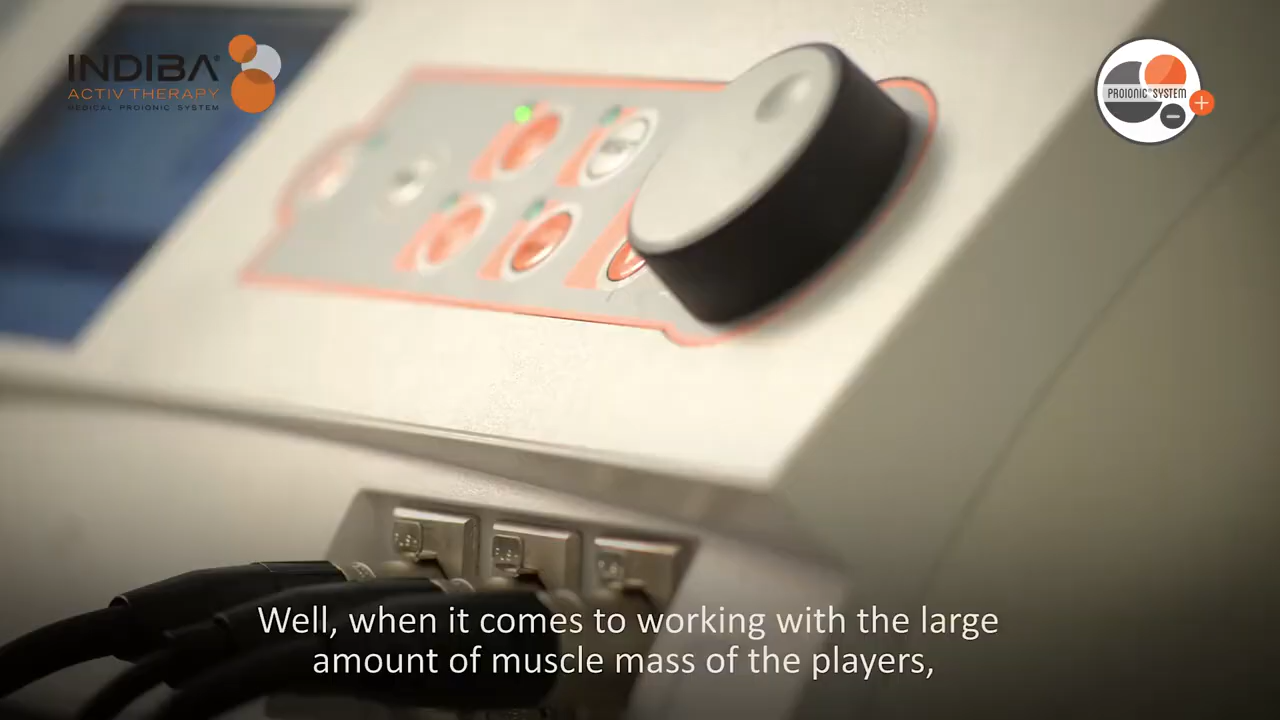 INDIBA®
ACTIV THERAPY
MEDICAL PROIONIC SYSTEM
PROIONIC® SYSTEM
Well, when it comes to working with the large
amount of muscle mass of the players,